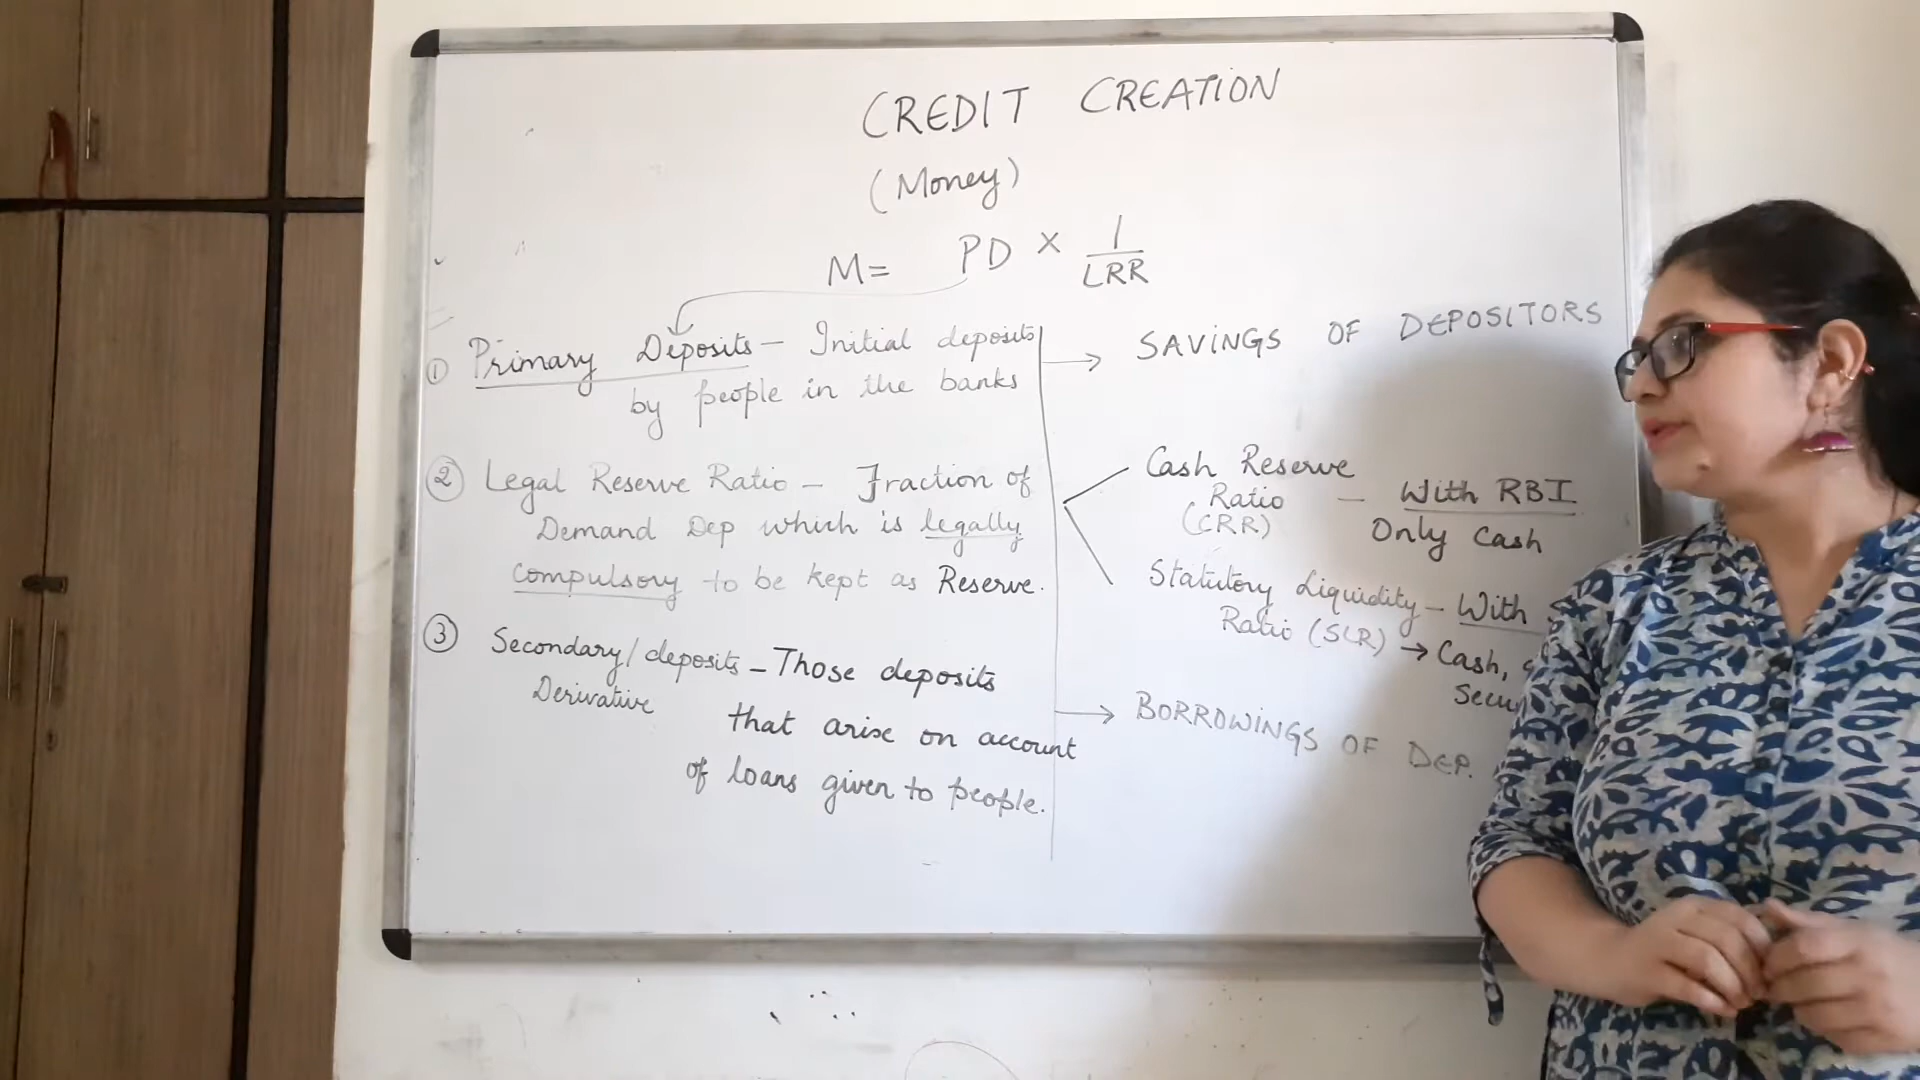 CREDIT CREATION
(Money)
M = PD × 1/LRR
① Primary Deposits – Initial deposits
by people in the banks
→ SAVINGS OF DEPOSITORS
② Legal Reserve Ratio – Fraction of
Demand Dep which is legally
compulsory to be kept as Reserve.
Cash Reserve
Ratio – With RBI
(CRR) Only Cash
Statutory Liquidity – With
Ratio (SLR) → Cash,
③ Secondary/ deposits – Those deposits
Derivative
that arise on account
of loans given to people.
→ BORROWINGS OF DEP.